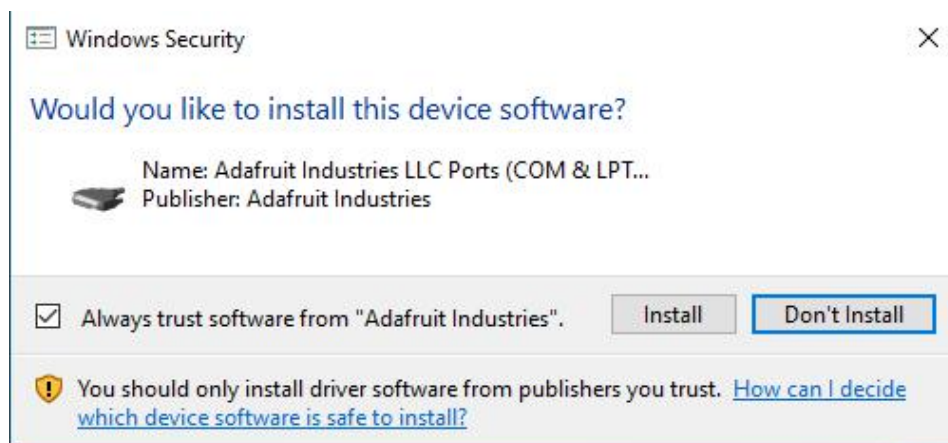 Windows Security
Would you like to install this device software?
Name: Adafruit Industries LLC Ports (COM & LPT...
Publisher: Adafruit Industries
Always trust software from "Adafruit Industries".
Install
Don't Install
You should only install driver software from publishers you trust. How can I decide
which device software is safe to install?